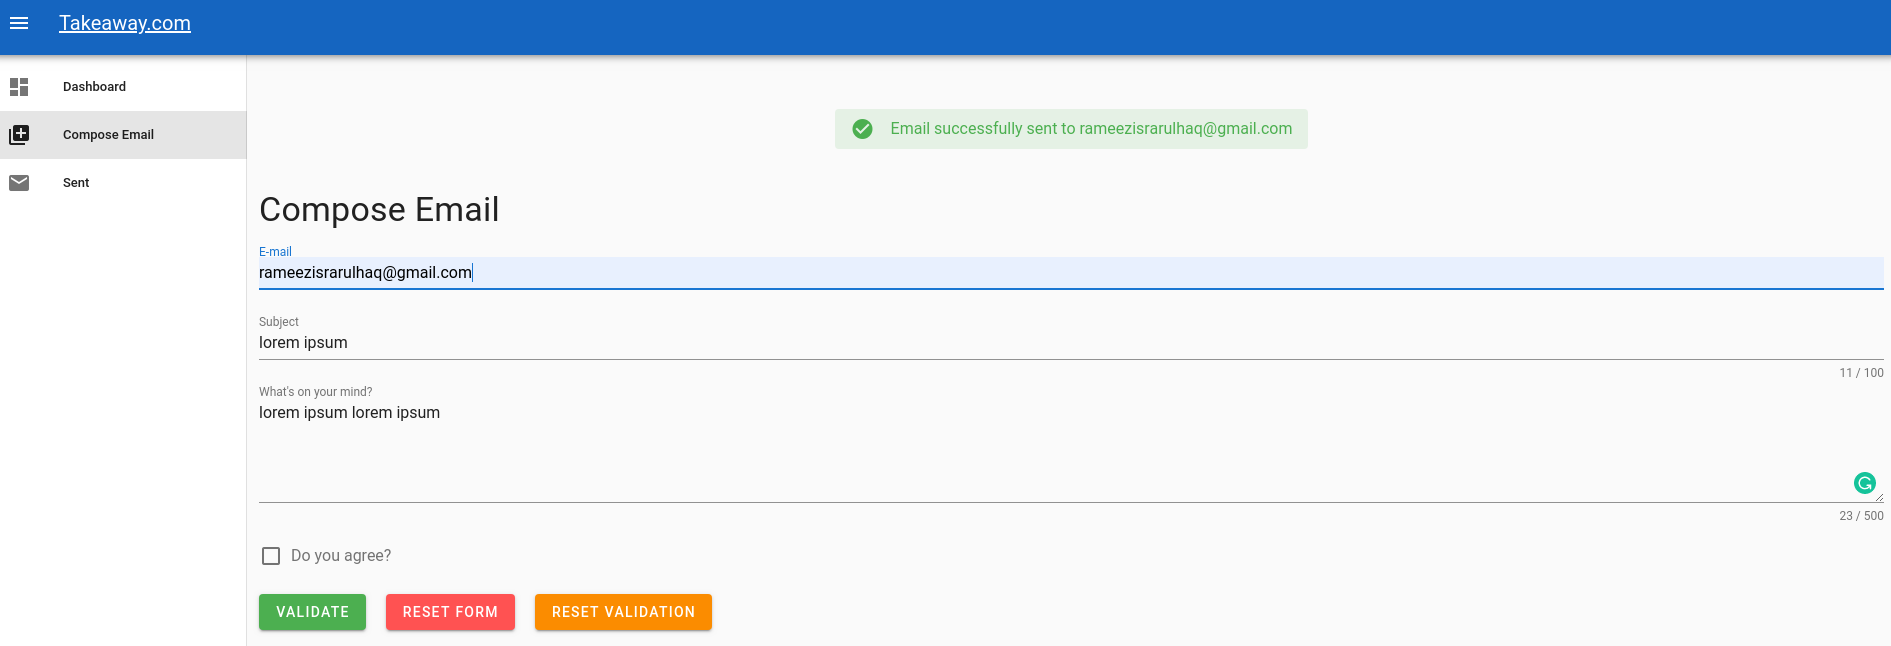 Takeaway.com
Dashboard
Compose Email
Sent
Email successfully sent to rameezisrarulhaq@gmail.com
Compose Email
E-mail
rameezisrarulhaq@gmail.com
Subject
lorem ipsum
11 / 100
What's on your mind?
lorem ipsum lorem ipsum
23 / 500
Do you agree?
VALIDATE RESET FORM RESET VALIDATION